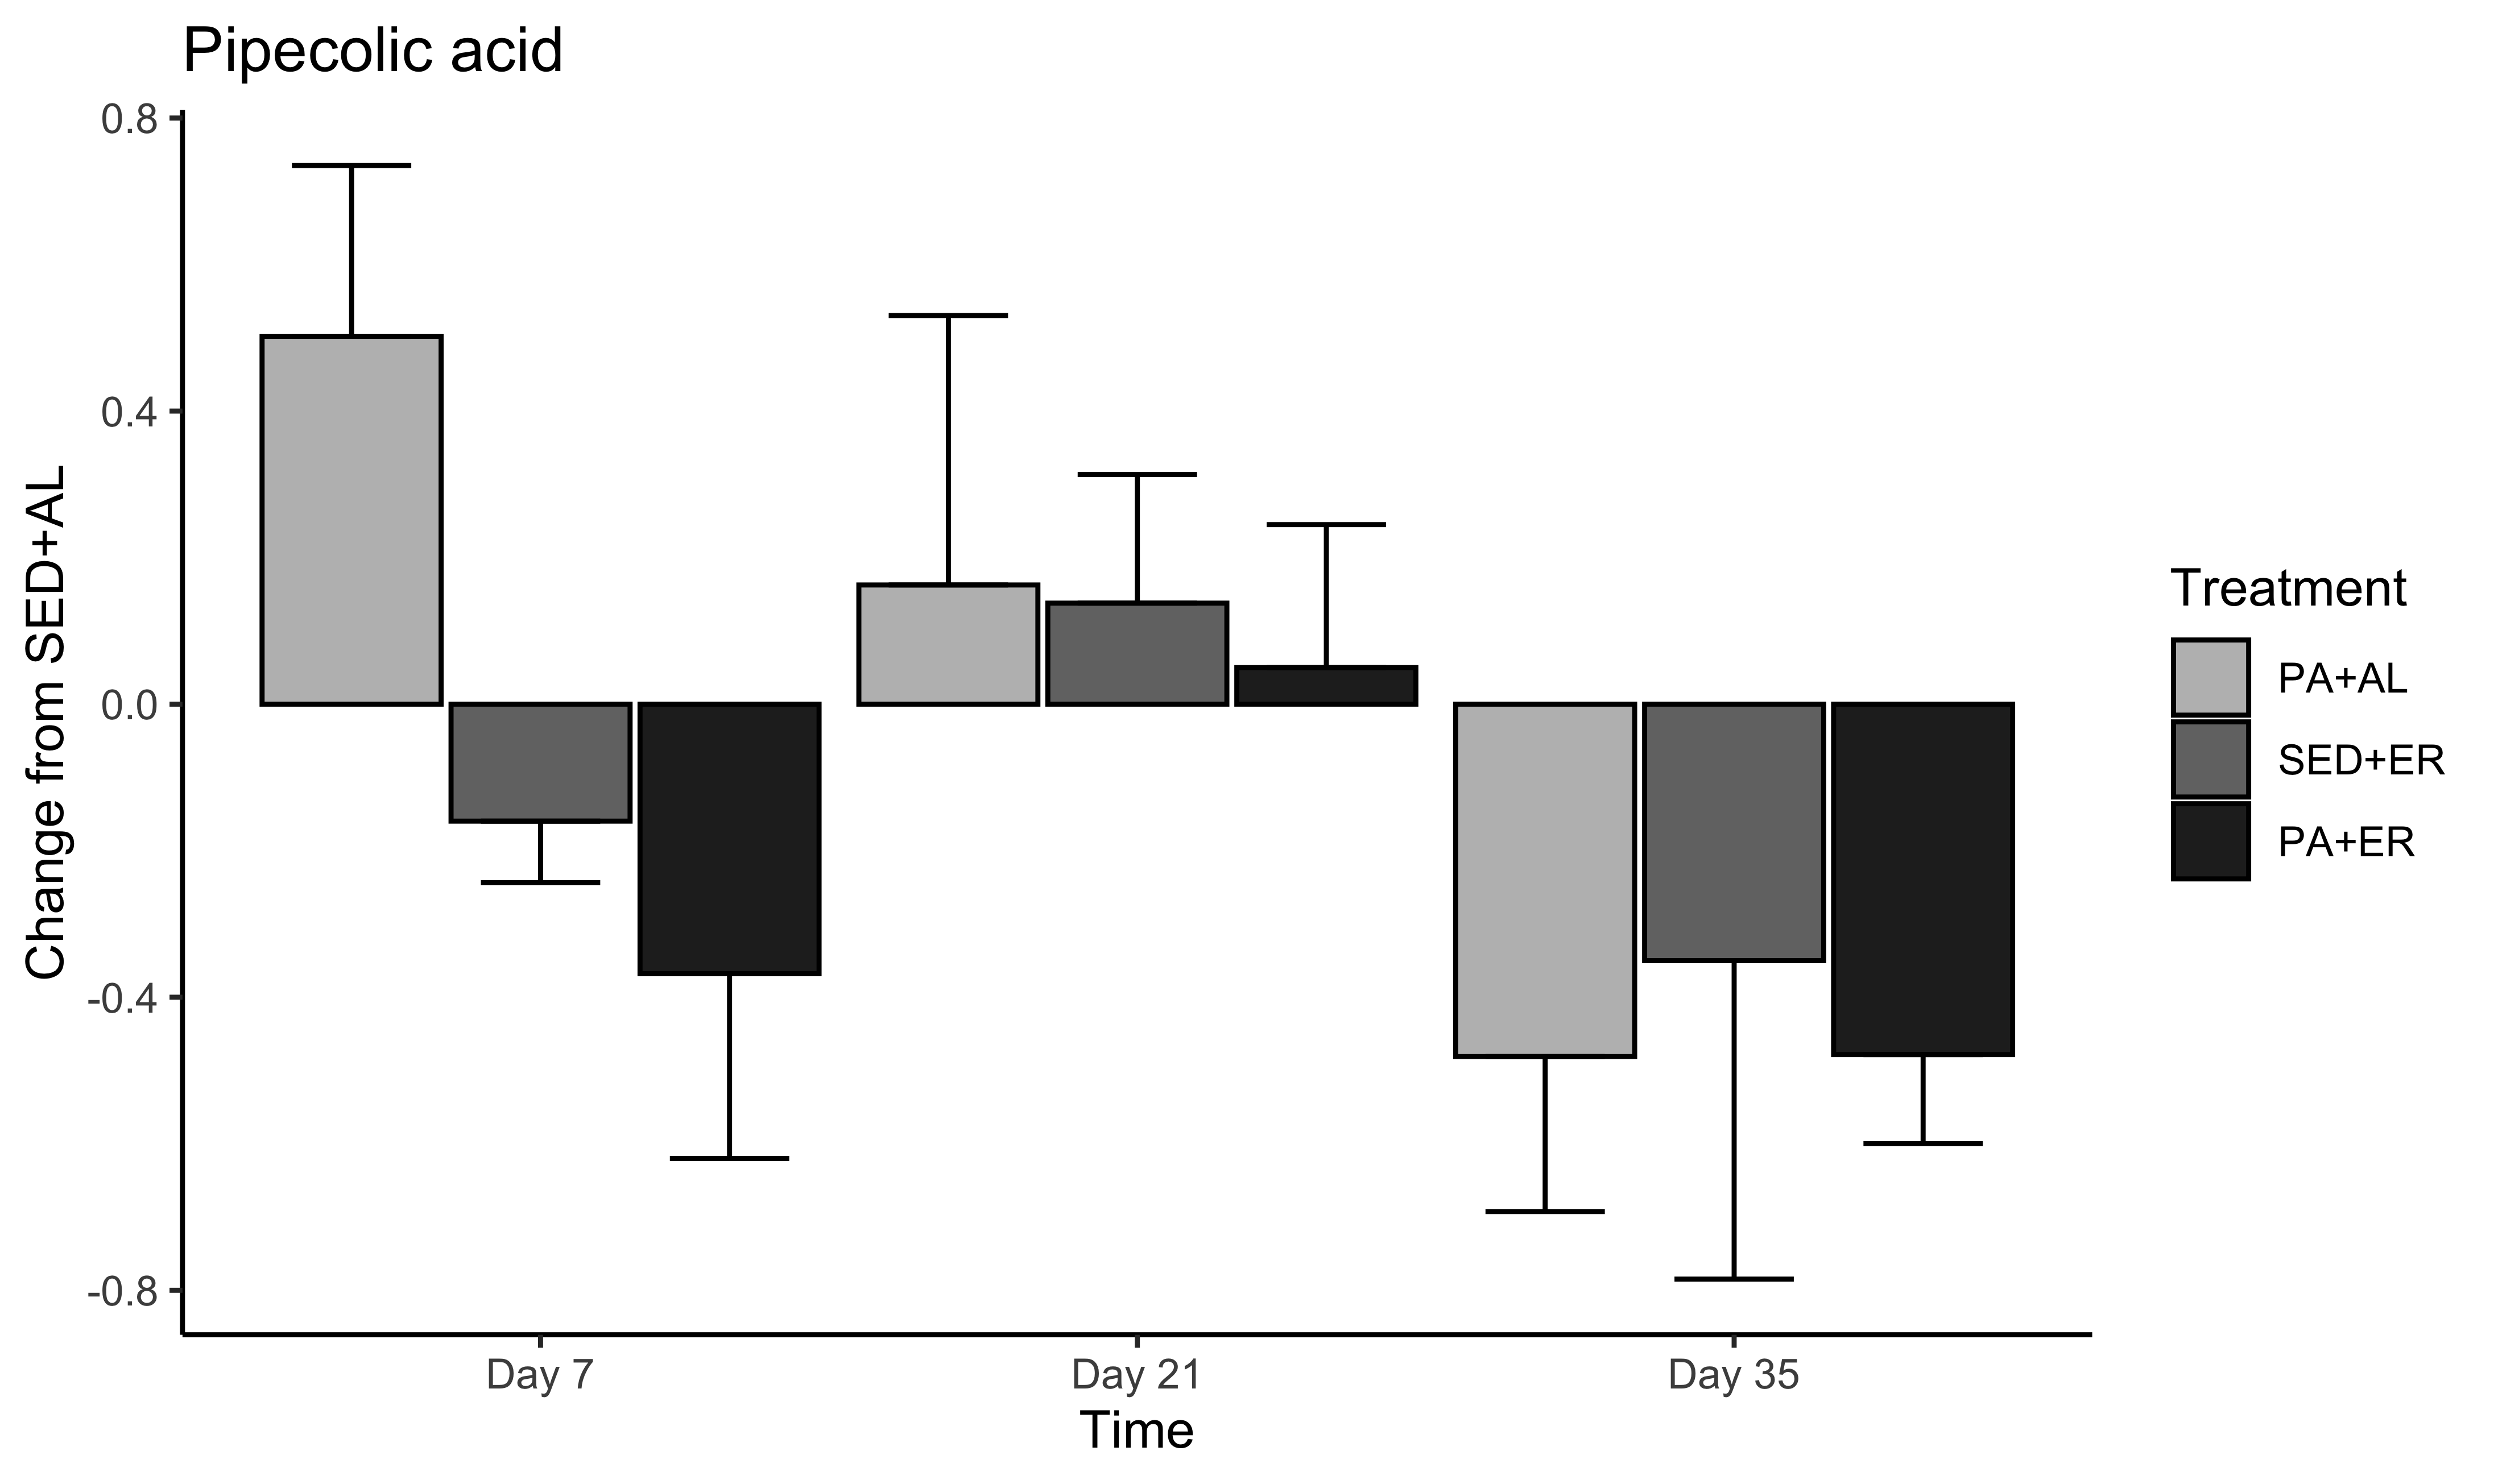 Pipecolic acid
0.8
0.4
0.0
-0.4
-0.8
Change from SED+AL
Day 7
Day 21
Day 35
Time
Treatment
PA+AL
SED+ER
PA+ER